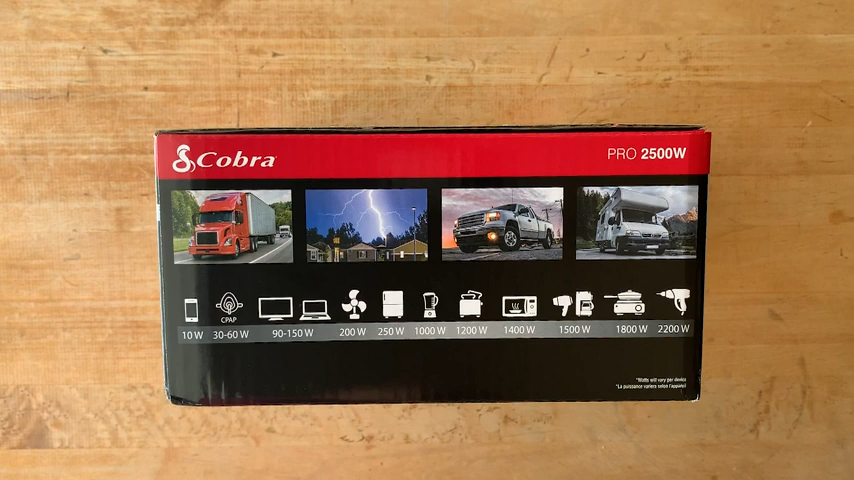 Cobra
PRO 2500W
CPAP
10 W 30-60 W 90-150 W 200 W 250 W 1000 W 1200 W 1400 W 1500 W 1800 W 2200 W
*Watts will vary per device
*La puissance variera selon l'appareil